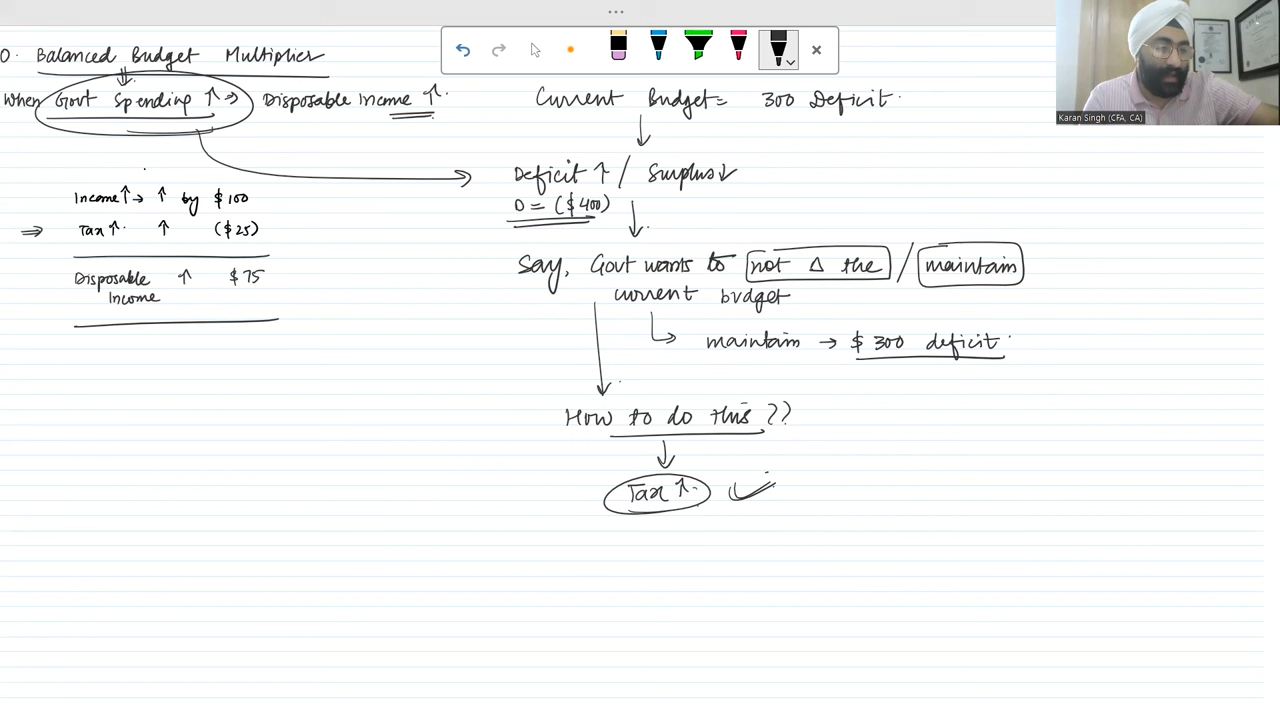 0. Balanced Budget Multiplier
When Govt Spending ↑ → Disposable Income ↑.
Income ↑ → ↑ by $100
⇒ Tax ↑. ↑ ($25)
Disposable ↑ $75
Income
Current Budget = 300 Deficit.
Deficit ↑ / Surplus ↓
D = ($400)
Say, Govt wants to not Δ the / maintain
current budget
maintain → $300 deficit.
How to do this ??
Tax ↑. ✓
Karan Singh (CFA, CA)